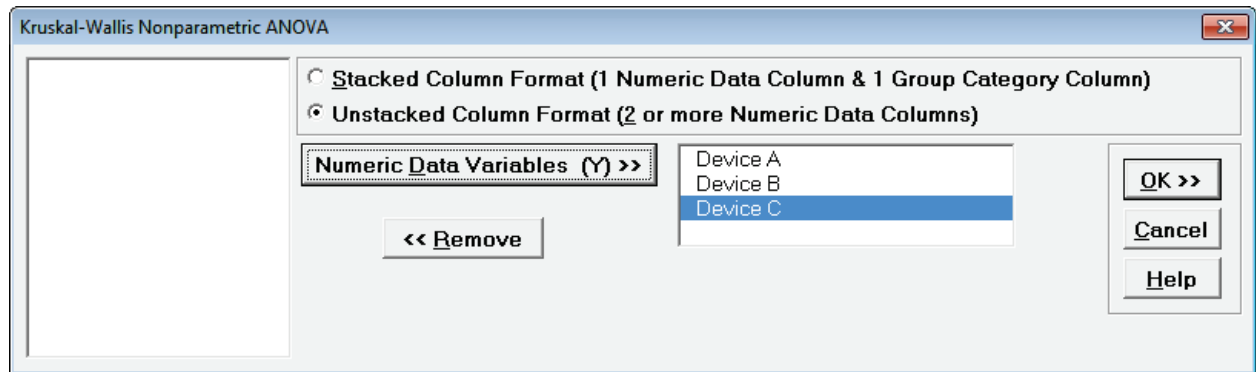 Kruskal-Wallis Nonparametric ANOVA
Stacked Column Format (1 Numeric Data Column & 1 Group Category Column)
Unstacked Column Format (2 or more Numeric Data Columns)
Numeric Data Variables (Y) >>
Device A
Device B
Device C
<< Remove
OK >>
Cancel
Help